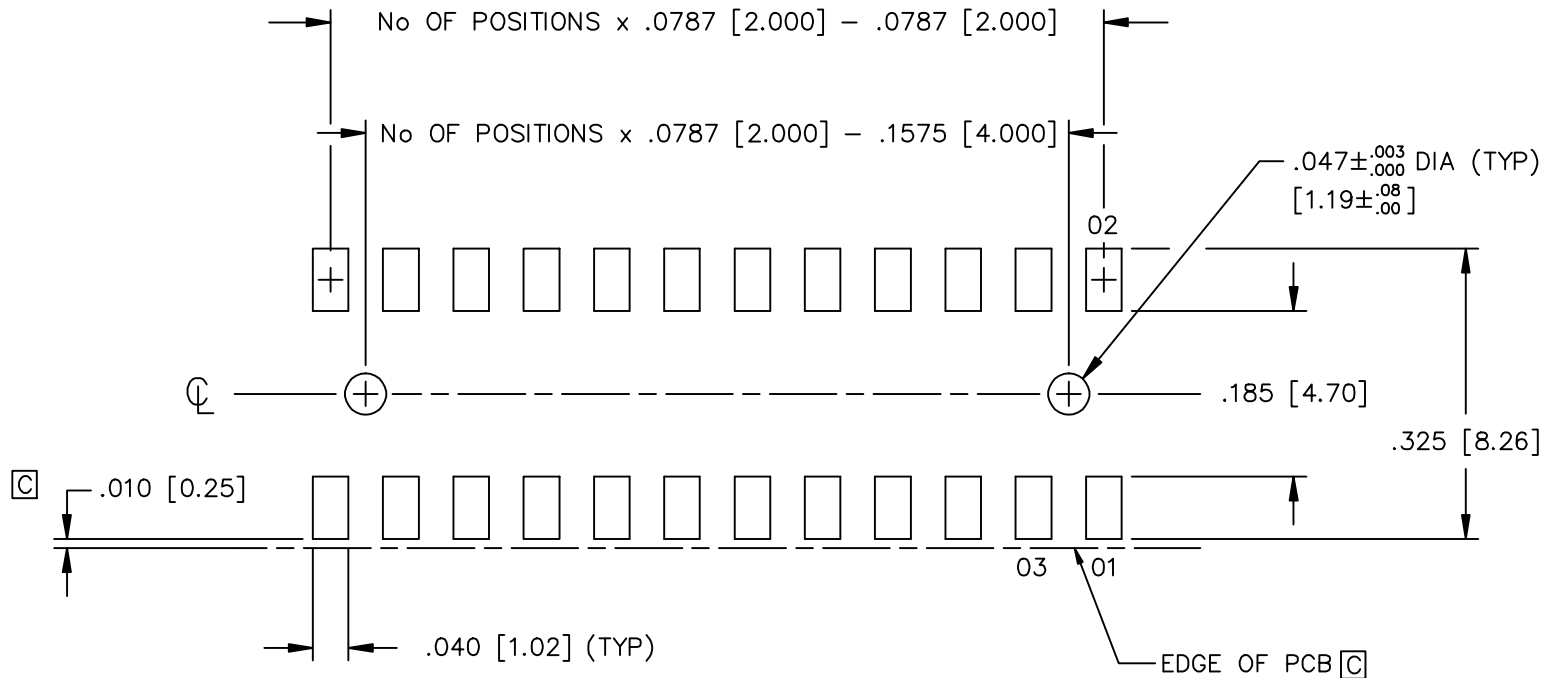 No OF POSITIONS x .0787 [2.000] – .0787 [2.000]
No OF POSITIONS x .0787 [2.000] – .1575 [4.000]
.047±.003/.000 DIA (TYP)
[1.19±.08/.00]
02
℄
.185 [4.70]
.325 [8.26]
C
.010 [0.25]
03 01
.040 [1.02] (TYP)
EDGE OF PCB C